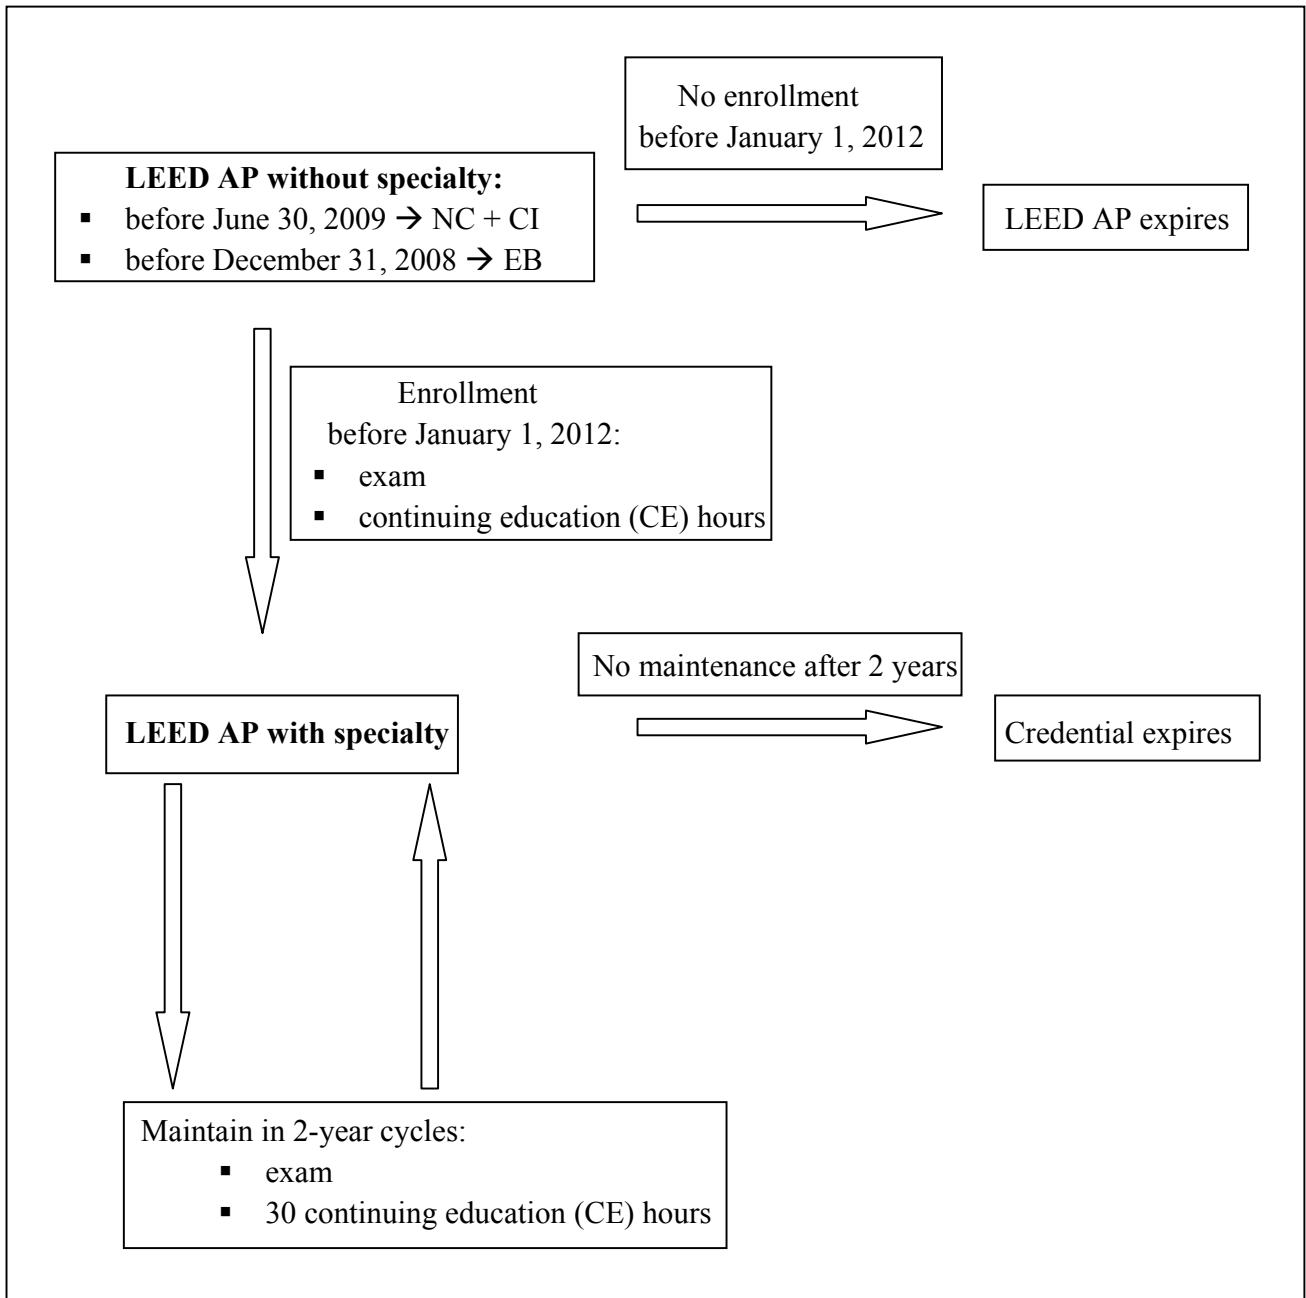 No enrollment
before January 1, 2012
LEED AP without specialty:
▪ before June 30, 2009 → NC + CI
▪ before December 31, 2008 → EB
LEED AP expires
Enrollment
before January 1, 2012:
▪ exam
▪ continuing education (CE) hours
No maintenance after 2 years
LEED AP with specialty
Credential expires
Maintain in 2-year cycles:
▪ exam
▪ 30 continuing education (CE) hours